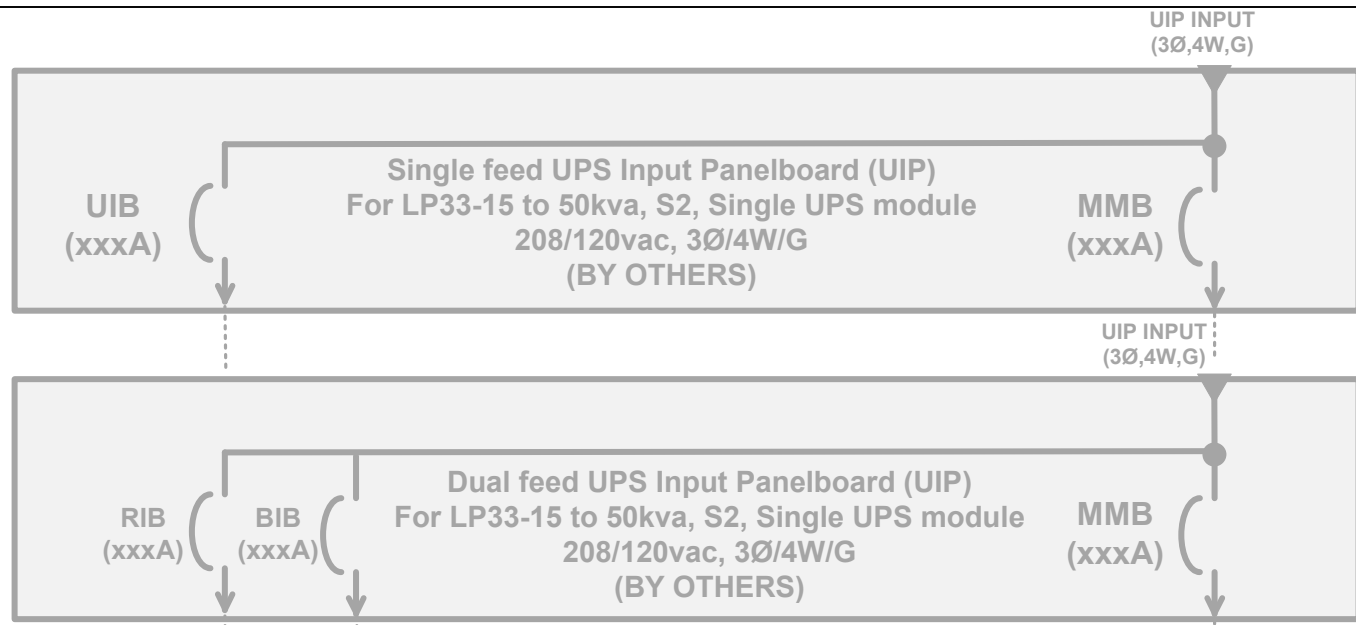 UIP INPUT
(3Ø,4W,G)
Single feed UPS Input Panelboard (UIP)
For LP33-15 to 50kva, S2, Single UPS module
208/120vac, 3Ø/4W/G
(BY OTHERS)
UIB
(xxxA)
MMB
(xxxA)
UIP INPUT
(3Ø,4W,G)
Dual feed UPS Input Panelboard (UIP)
For LP33-15 to 50kva, S2, Single UPS module
208/120vac, 3Ø/4W/G
(BY OTHERS)
RIB
(xxxA)
BIB
(xxxA)
MMB
(xxxA)